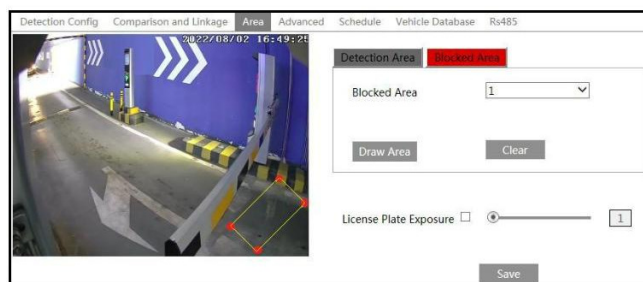 Detection Config Comparison and Linkage Area Advanced Schedule Vehicle Database Rs485
2022/08/02 16:49:25
Detection Area Blocked Area
Blocked Area 1
Draw Area Clear
License Plate Exposure 1
Save